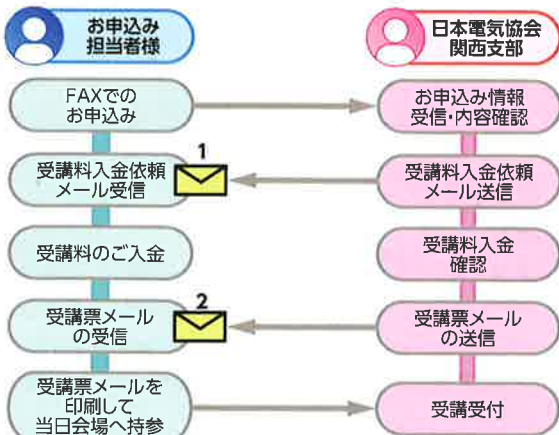 お申込み
担当者様
日本電気協会
関西支部
FAXでの
お申込み
お申込み情報
受信・内容確認
受講料入金依頼
メール受信
1
受講料入金依頼
メール送信
受講料のご入金
受講料入金
確認
受講票メール
の受信
2
受講票メール
の送信
受講票メールを
印刷して
当日会場へ持参
受講受付